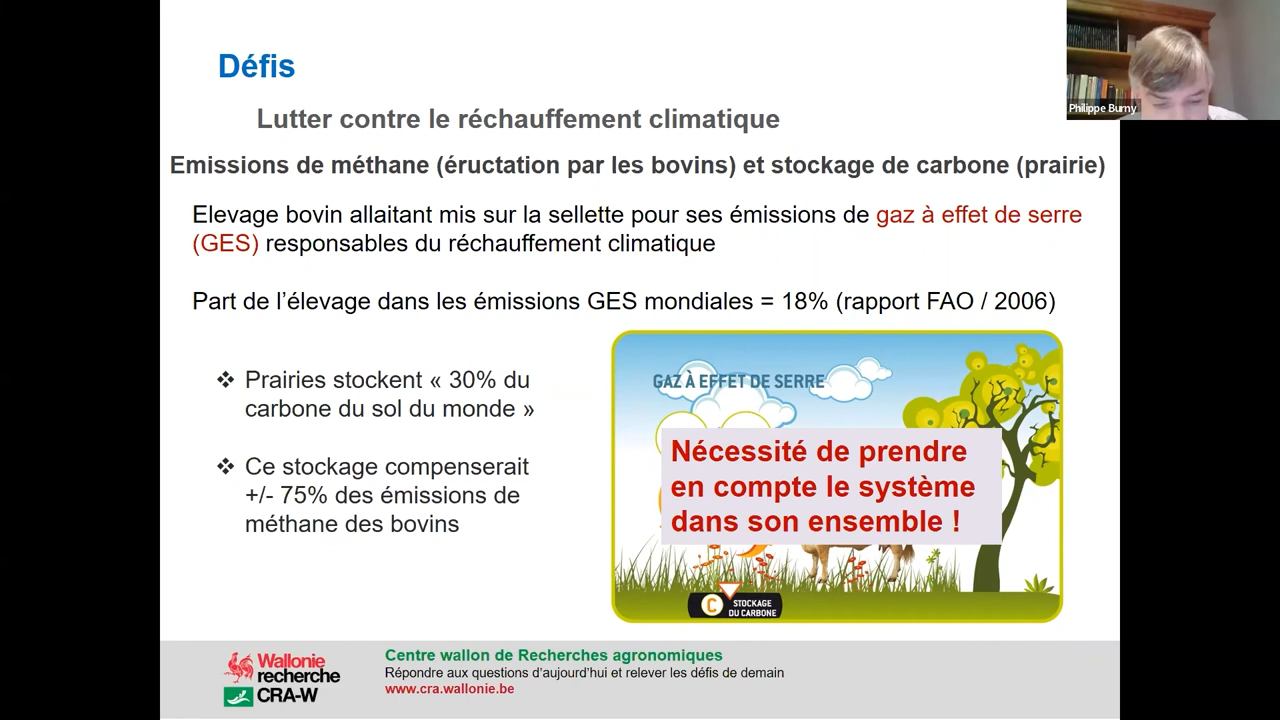 Défis
Lutter contre le réchauffement climatique
Philippe Burny
Emissions de méthane (éructation par les bovins) et stockage de carbone (prairie)
Elevage bovin allaitant mis sur la sellette pour ses émissions de gaz à effet de serre
(GES) responsables du réchauffement climatique
Part de l’élevage dans les émissions GES mondiales = 18% (rapport FAO / 2006)
❖ Prairies stockent « 30% du
carbone du sol du monde »
❖ Ce stockage compenserait
+/- 75% des émissions de
méthane des bovins
GAZ À EFFET DE SERRE
Nécessité de prendre
en compte le système
dans son ensemble !
C STOCKAGE
DU CARBONE
Wallonie
recherche
CRA-W
Centre wallon de Recherches agronomiques
Répondre aux questions d’aujourd’hui et relever les défis de demain
www.cra.wallonie.be